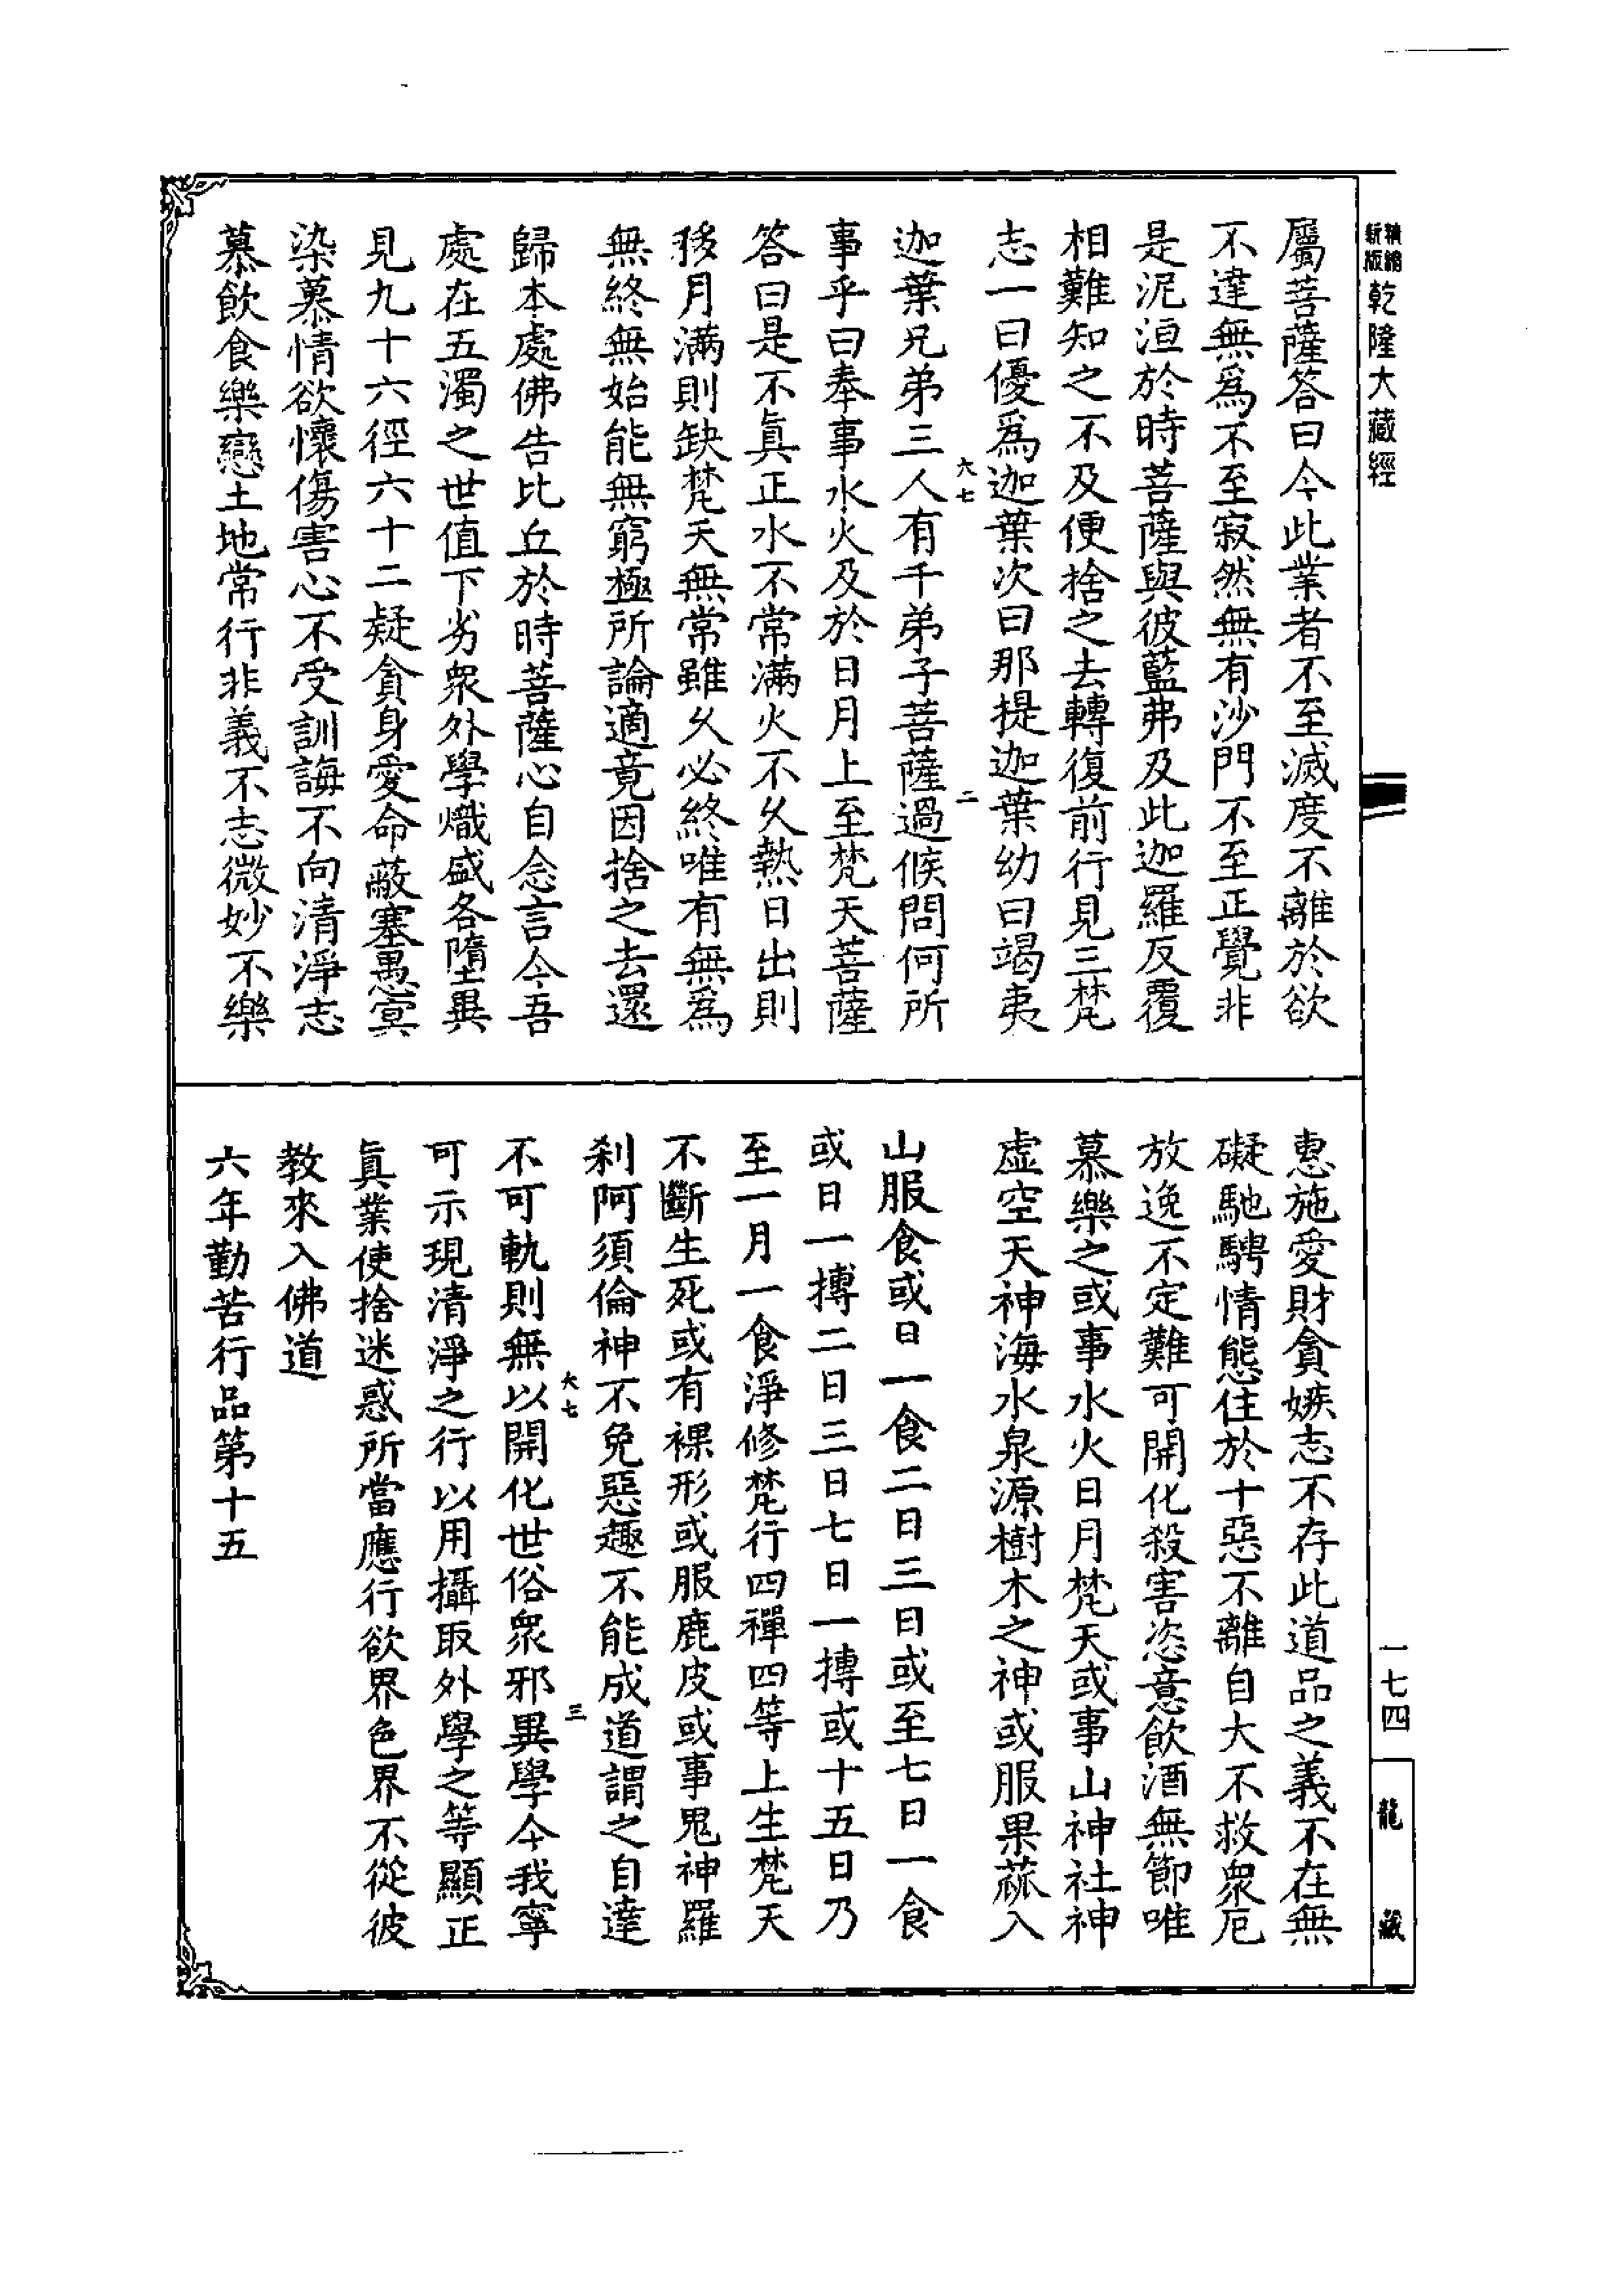 精縮
新版
乾隆大藏經
屬菩薩答曰今此業者不至滅度不離於欲
不達無爲不至寂然無有沙門不至正覺非
是泥洹於時菩薩與彼藍弗及此迦羅反覆
相難知之不及便捨之去轉復前行見三梵
志一曰優爲迦葉次曰那提迦葉幼曰竭夷
大七
二
迦葉兄弟三人有千弟子菩薩過候問何所
事乎曰奉事水火及於日月上至梵天菩薩
答曰是不眞正水不常滿火不久熱日出則
移月滿則缺梵天無常雖久必終唯有無爲
無終無始能無窮極所論適竟因捨之去還
歸本處佛告比丘於時菩薩心自念言今吾
處在五濁之世值下劣衆外學熾盛各墮異
見九十六徑六十二疑貪身愛命蔽塞愚冥
染慕情欲懷傷害心不受訓誨不向清淨志
慕飲食樂戀土地常行非義不志微妙不樂
惠施愛財貪嫉志不存此道品之義不在無
礙馳騁情態住於十惡不離自大不救衆厄
放逸不定難可開化殺害恣意飲酒無節唯
慕樂之或事水火日月梵天或事山神社神
虛空天神海水泉源樹木之神或服果蓏入
山服食或日一食二日三日或至七日一食
或日一摶二日三日七日一摶或十五日乃
至一月一食淨修梵行四禪四等上生梵天
不斷生死或有裸形或服鹿皮或事鬼神羅
剎阿須倫神不免惡趣不能成道謂之自達
大七
三
不可軌則無以開化世俗衆邪異學今我寧
可示現清淨之行以用攝取外學之等顯正
眞業使捨迷惑所當應行欲界色界不從彼
教來入佛道
六年勤苦行品第十五
一七四
龍藏